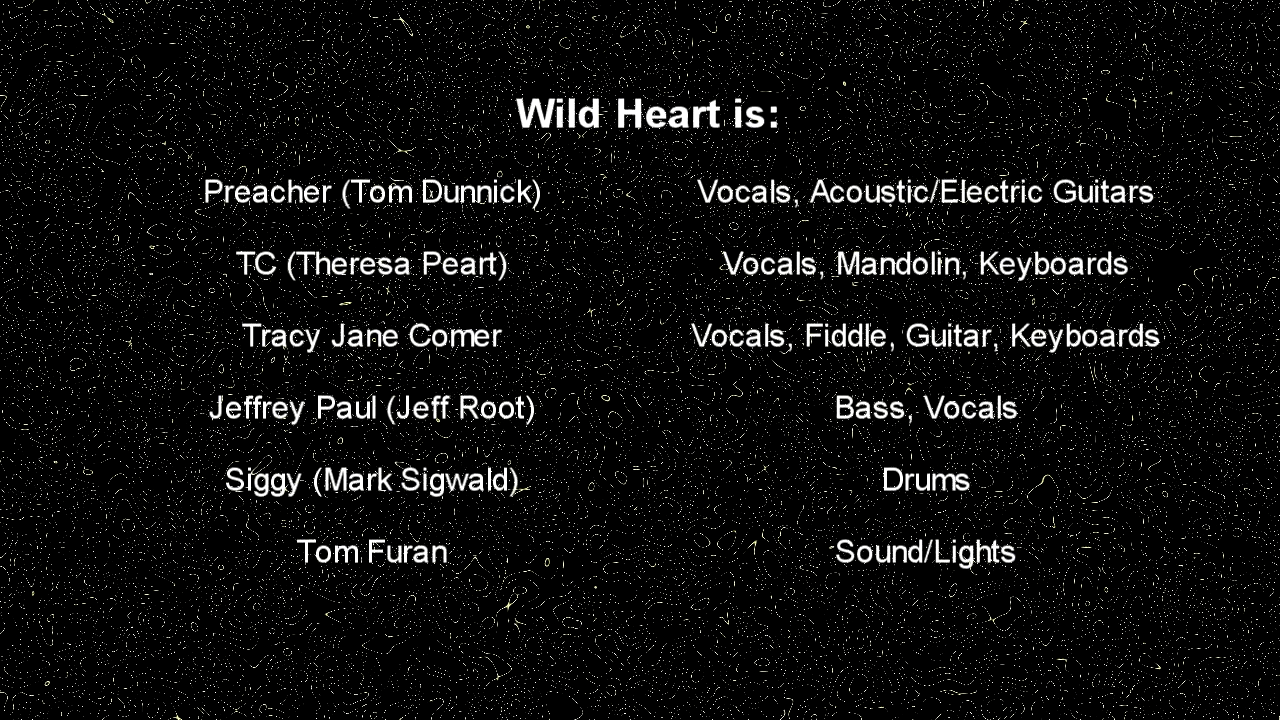 Wild Heart is:
Preacher (Tom Dunnick) Vocals, Acoustic/Electric Guitars
TC (Theresa Peart) Vocals, Mandolin, Keyboards
Tracy Jane Comer Vocals, Fiddle, Guitar, Keyboards
Jeffrey Paul (Jeff Root) Bass, Vocals
Siggy (Mark Sigwald) Drums
Tom Furan Sound/Lights